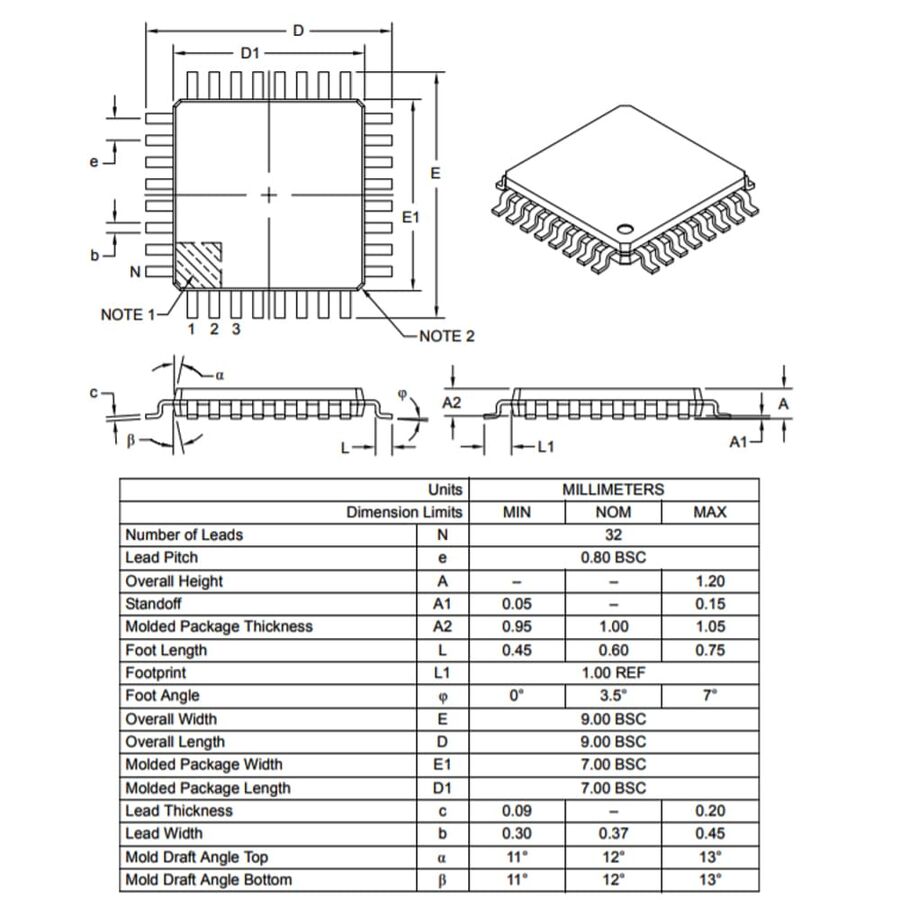 D
D1
e
E
E1
b
N
NOTE 1
1 2 3
NOTE 2
α
c
φ
β
L
A2
A
A1
L1
Units MILLIMETERS
Dimension Limits MIN NOM MAX
Number of Leads N 32
Lead Pitch e 0.80 BSC
Overall Height A – – 1.20
Standoff A1 0.05 – 0.15
Molded Package Thickness A2 0.95 1.00 1.05
Foot Length L 0.45 0.60 0.75
Footprint L1 1.00 REF
Foot Angle φ 0° 3.5° 7°
Overall Width E 9.00 BSC
Overall Length D 9.00 BSC
Molded Package Width E1 7.00 BSC
Molded Package Length D1 7.00 BSC
Lead Thickness c 0.09 – 0.20
Lead Width b 0.30 0.37 0.45
Mold Draft Angle Top α 11° 12° 13°
Mold Draft Angle Bottom β 11° 12° 13°